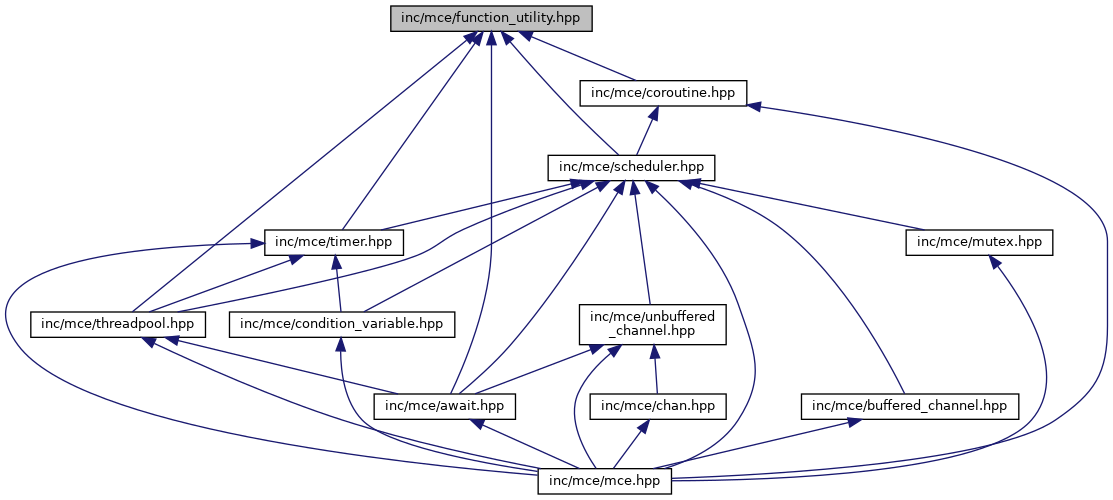 inc/mce/function_utility.hpp
inc/mce/coroutine.hpp
inc/mce/scheduler.hpp
inc/mce/timer.hpp
inc/mce/mutex.hpp
inc/mce/threadpool.hpp
inc/mce/condition_variable.hpp
inc/mce/unbuffered
_channel.hpp
inc/mce/await.hpp
inc/mce/chan.hpp
inc/mce/buffered_channel.hpp
inc/mce/mce.hpp